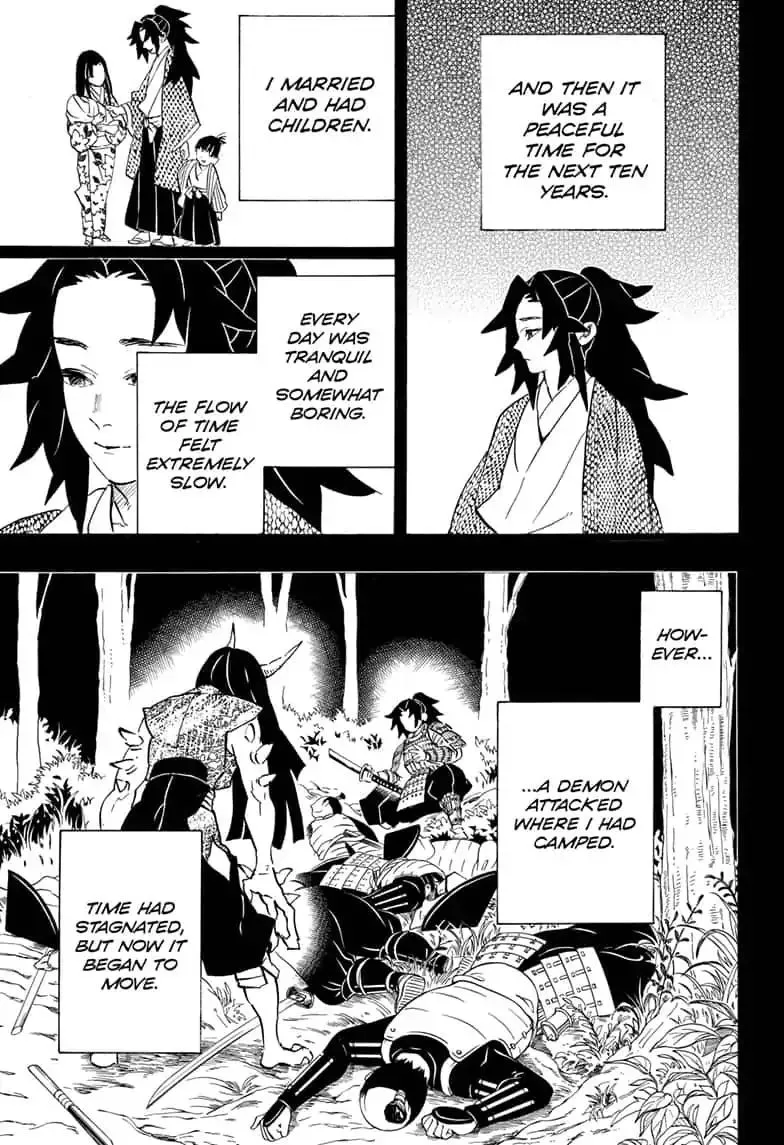 AND THEN IT
WAS A
PEACEFUL
TIME FOR
THE NEXT TEN
YEARS.
I MARRIED
AND HAD
CHILDREN.
EVERY
DAY WAS
TRANQUIL
AND
SOMEWHAT
BORING.
THE FLOW
OF TIME
FELT
EXTREMELY
SLOW.
HOW-
EVER...
...A DEMON
ATTACKED
WHERE I HAD
CAMPED.
TIME HAD
STAGNATED,
BUT NOW IT
BEGAN TO
MOVE.